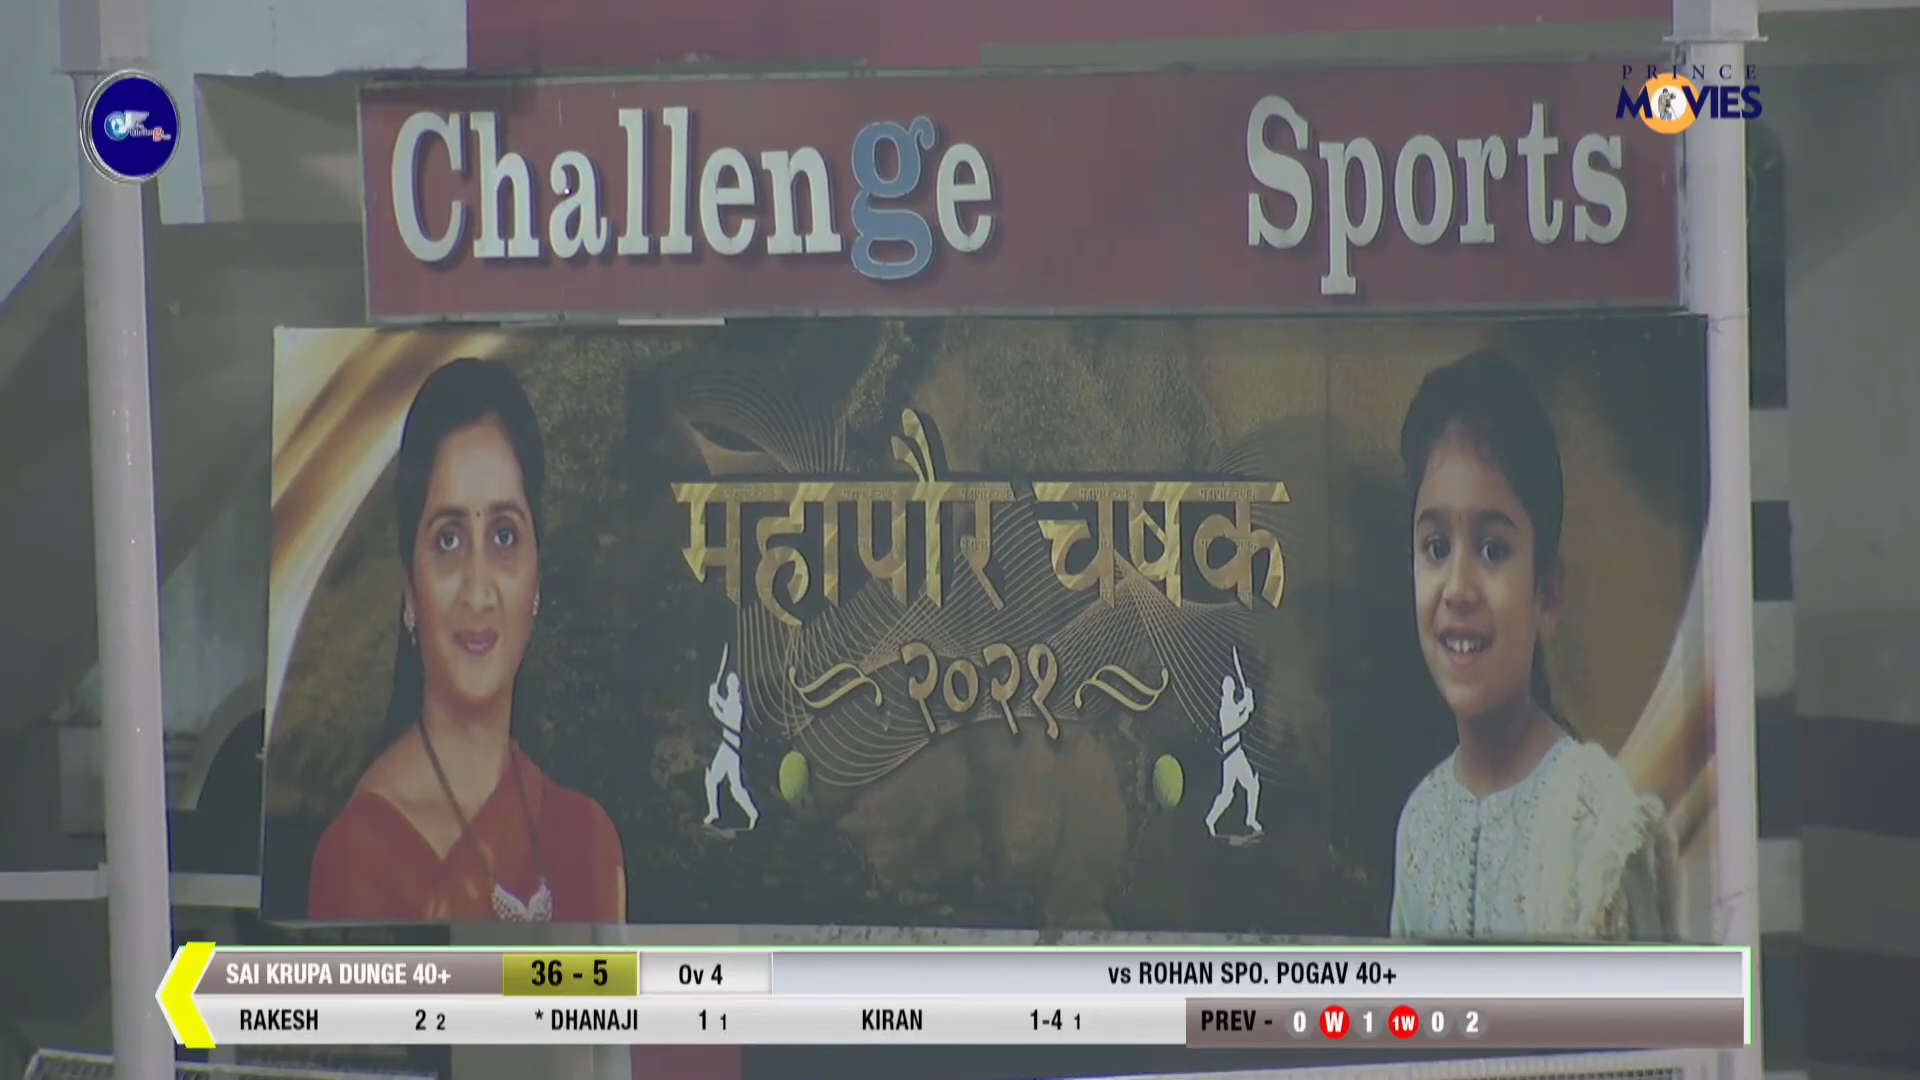 PRINCE
MOVIES
Challenge Sports
महापौर चषक
२०२१
SAI KRUPA DUNGE 40+ 36 - 5 Ov 4 vs ROHAN SPO. POGAV 40+
RAKESH 2 2 * DHANAJI 1 1 KIRAN 1-4 1 PREV - 0 W 1 1W 0 2